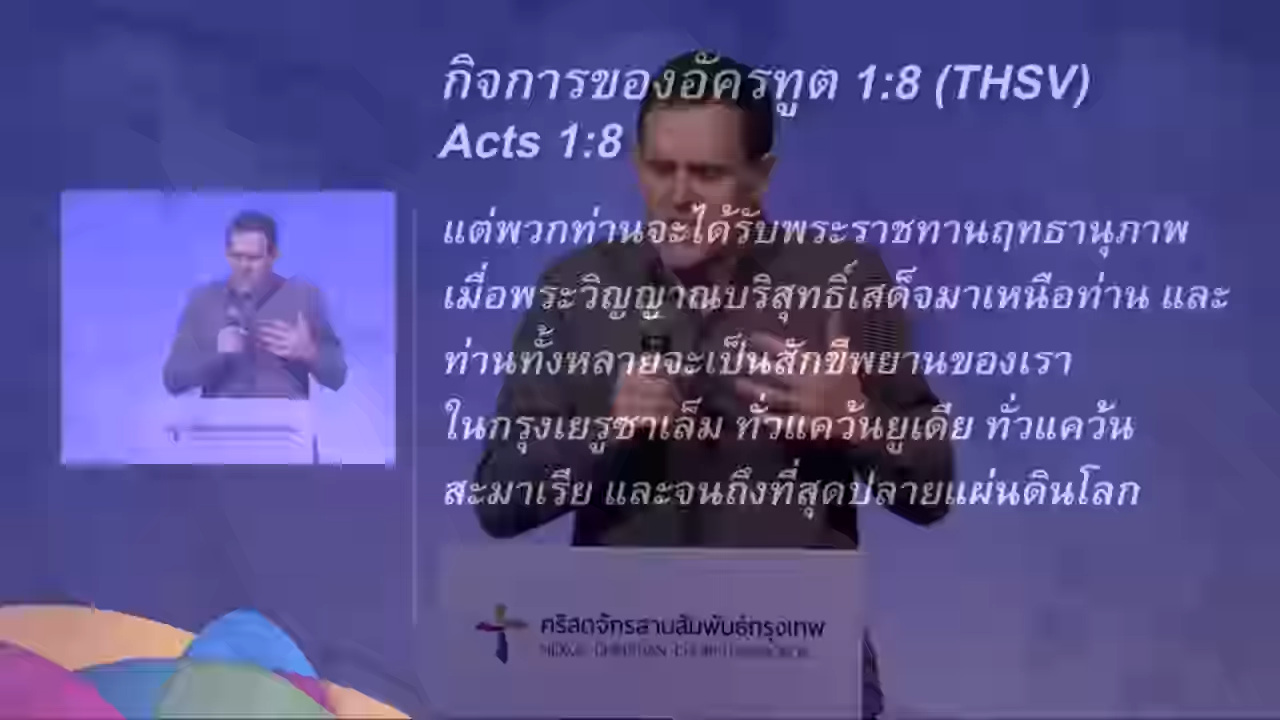 กิจการของอัครทูต 1:8 (THSV)
Acts 1:8
แต่พวกท่านจะได้รับพระราชทานฤทธานุภาพ
เมื่อพระวิญญาณบริสุทธิ์เสด็จมาเหนือท่าน และ
ท่านทั้งหลายจะเป็นสักขีพยานของเรา
ในกรุงเยรูซาเล็ม ทั่วแคว้นยูเดีย ทั่วแคว้น
สะมาเรีย และจนถึงที่สุดปลายแผ่นดินโลก
คริสตจักรสานสัมพันธ์กรุงเทพ